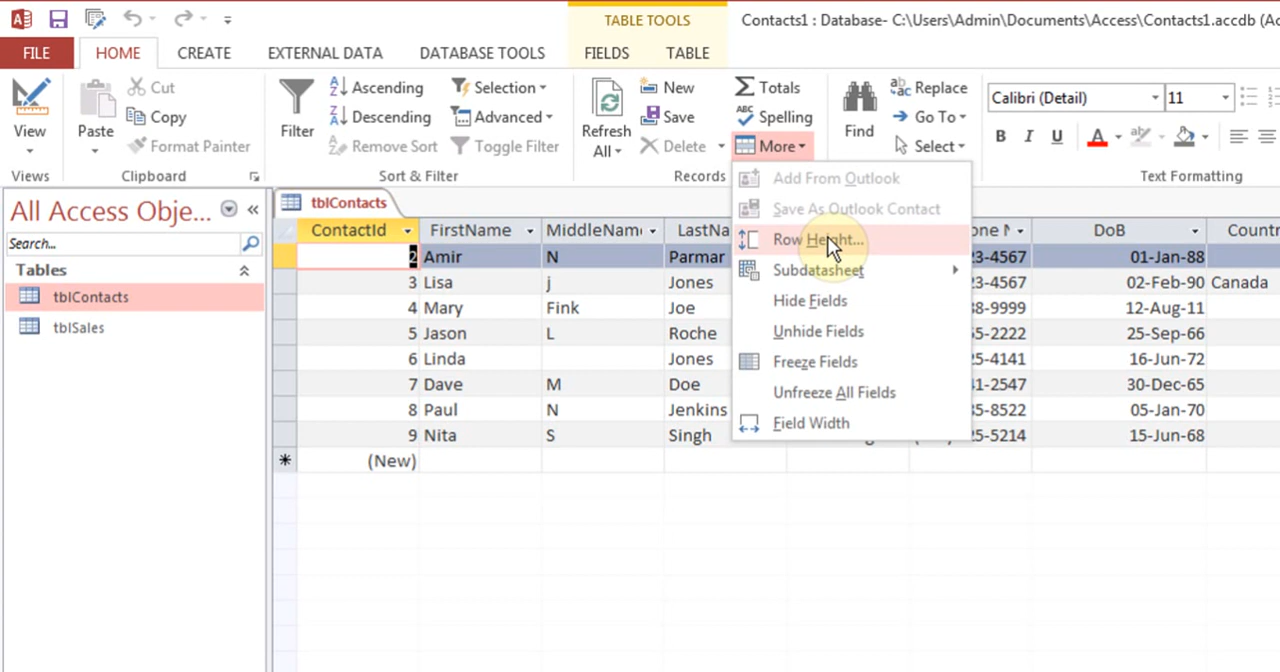 TABLE TOOLS
Contacts1 : Database- C:\Users\Admin\Documents\Access\Contacts1.accdb
FILE HOME CREATE EXTERNAL DATA DATABASE TOOLS FIELDS TABLE
View
Views
Paste
Cut
Copy
Format Painter
Clipboard
Filter
Ascending
Descending
Remove Sort
Selection
Advanced
Toggle Filter
Sort & Filter
Refresh
All
New
Save
Delete
Totals
Spelling
More
Records
Find
Replace
Go To
Select
Calibri (Detail) 11
B I U A
Text Formatting
Add From Outlook
Save As Outlook Contact
Row Height...
Subdatasheet
Hide Fields
Unhide Fields
Freeze Fields
Unfreeze All Fields
Field Width
All Access Obje...
Search...
Tables
tblContacts
tblSales
tblContacts
ContactId FirstName MiddleNam LastNa one N DoB Countr
2 Amir N Parmar 23-4567 01-Jan-88
3 Lisa j Jones 23-4567 02-Feb-90 Canada
4 Mary Fink Joe 38-9999 12-Aug-11
5 Jason L Roche 55-2222 25-Sep-66
6 Linda Jones 25-4141 16-Jun-72
7 Dave M Doe 41-2547 30-Dec-65
8 Paul N Jenkins 35-8522 05-Jan-70
9 Nita S Singh 25-5214 15-Jun-68
(New)